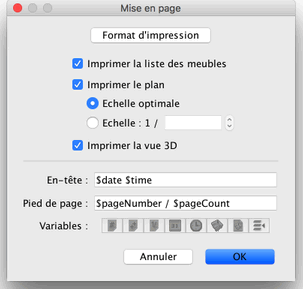 Mise en page
Format d'impression
Imprimer la liste des meubles
Imprimer le plan
Echelle optimale
Echelle : 1 /
Imprimer la vue 3D
En-tête : $date $time
Pied de page : $pageNumber / $pageCount
Variables :
Annuler OK